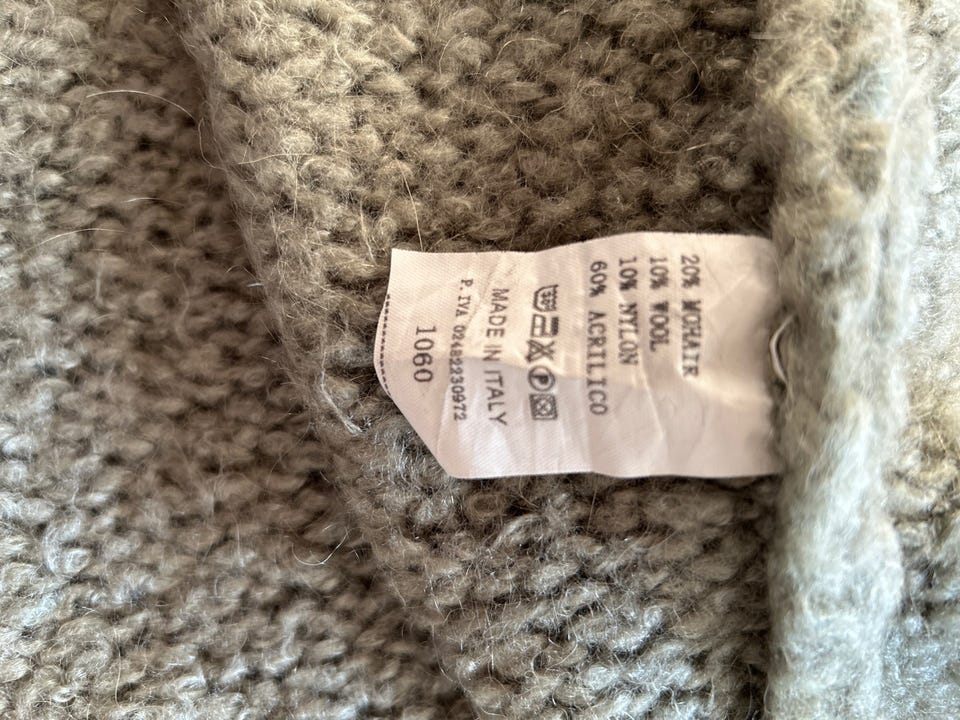 20% MOHAIR
10% WOOL
10% NYLON
60% ACRILICO
P
MADE IN ITALY
P.IVA 02482230972
1060